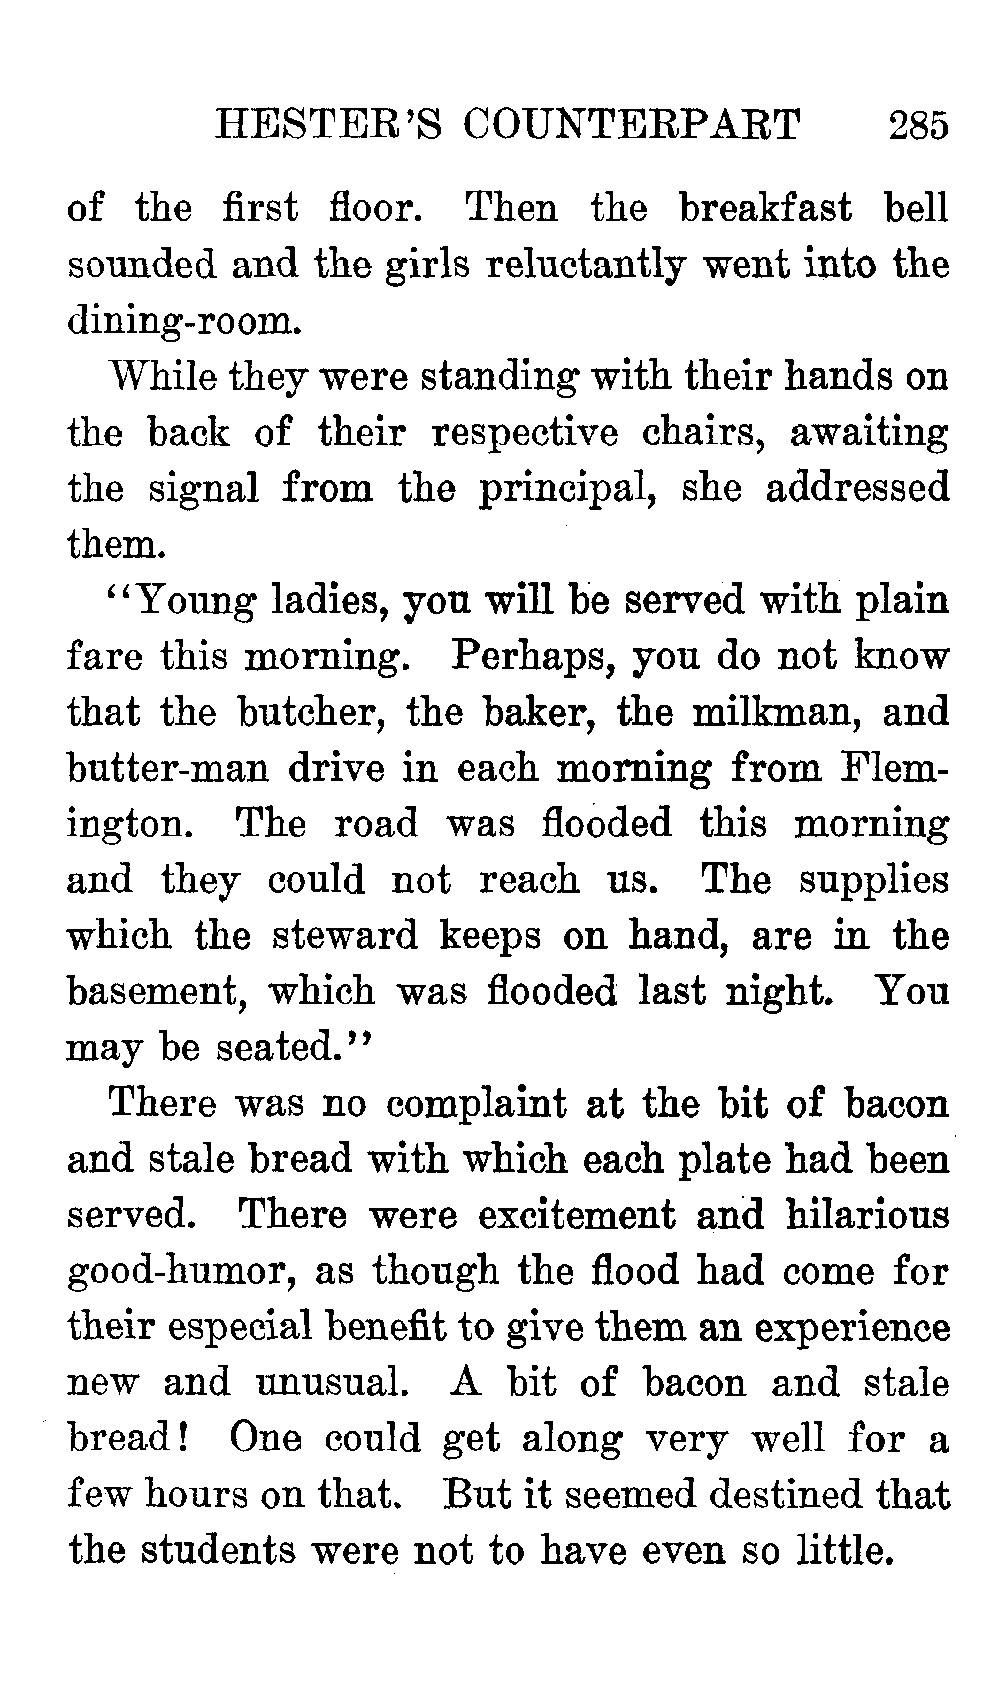 HESTER'S COUNTERPART 285
of the first floor. Then the breakfast bell
sounded and the girls reluctantly went into the
dining-room.
While they were standing with their hands on
the back of their respective chairs, awaiting
the signal from the principal, she addressed
them.
"Young ladies, you will be served with plain
fare this morning. Perhaps, you do not know
that the butcher, the baker, the milkman, and
butter-man drive in each morning from Flem-
ington. The road was flooded this morning
and they could not reach us. The supplies
which the steward keeps on hand, are in the
basement, which was flooded last night. You
may be seated."
There was no complaint at the bit of bacon
and stale bread with which each plate had been
served. There were excitement and hilarious
good-humor, as though the flood had come for
their especial benefit to give them an experience
new and unusual. A bit of bacon and stale
bread! One could get along very well for a
few hours on that. But it seemed destined that
the students were not to have even so little.